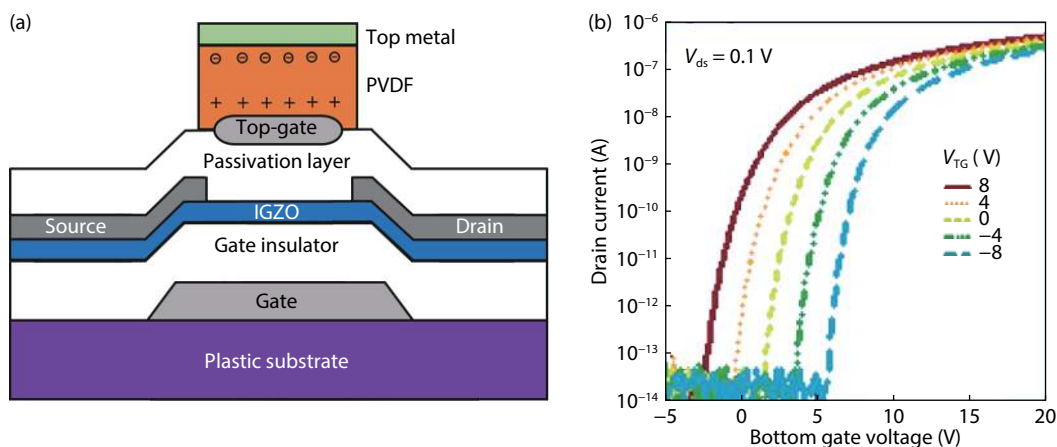 (a)
Top metal
⊖ ⊖ ⊖ ⊖ ⊖ ⊖
PVDF
+ + + + + +
Top-gate
Passivation layer
IGZO
Source
Drain
Gate insulator
Gate
Plastic substrate
(b)
Drain current (A)
10⁻⁶
10⁻⁷
10⁻⁸
10⁻⁹
10⁻¹⁰
10⁻¹¹
10⁻¹²
10⁻¹³
10⁻¹⁴
Vds = 0.1 V
VTG ( V)
8
4
0
−4
−8
−5 0 5 10 15 20
Bottom gate voltage (V)